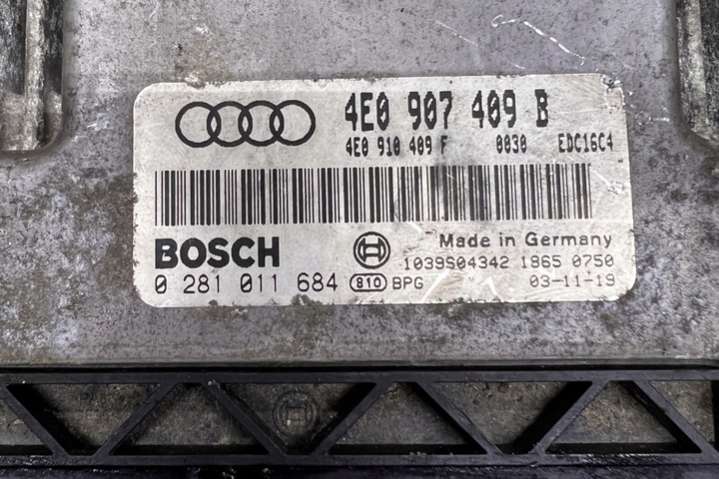 4E0 907 409 B
4E0 910 409 F 0030 EDC16C4
BOSCH
Made in Germany
1039S04342 1865 0750
0 281 011 684 810 BPG 03-11-19